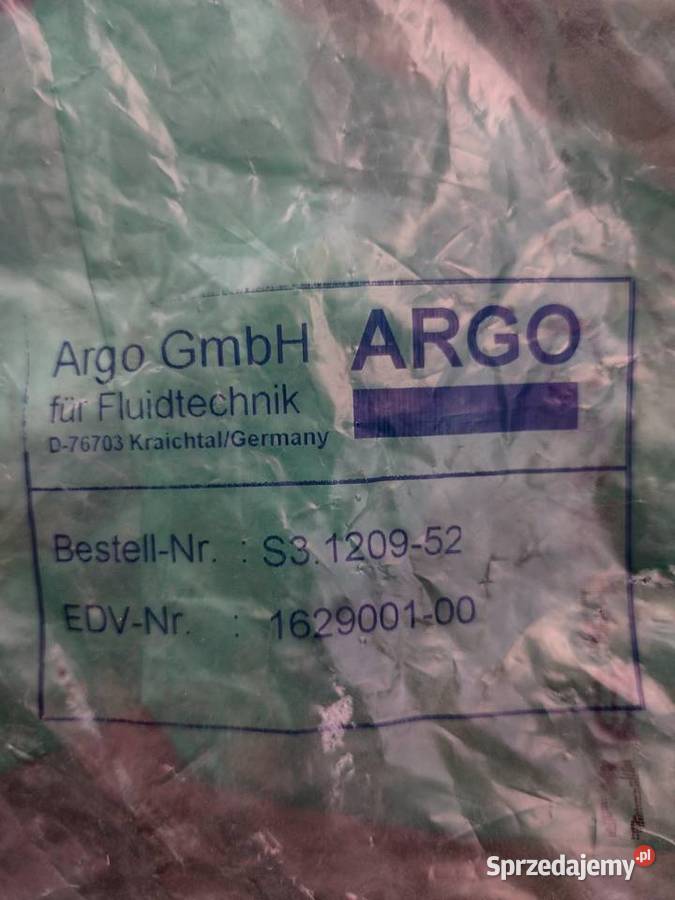 Argo GmbH
für Fluidtechnik
D-76703 Kraichtal/Germany
ARGO
Bestell-Nr. : S3.1209-52
EDV-Nr. : 1629001-00
Sprzedajemy.pl